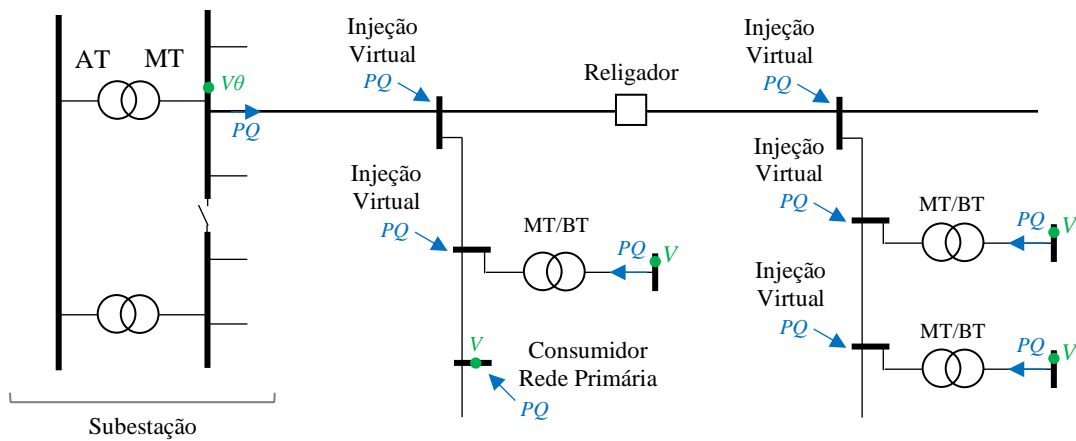 AT
MT
Vθ
PQ
Subestação
Injeção
Virtual
PQ
Religador
Injeção
Virtual
PQ
Injeção
Virtual
PQ
MT/BT
PQ
V
V
Consumidor
Rede Primária
PQ
Injeção
Virtual
PQ
MT/BT
PQ
V
Injeção
Virtual
PQ
MT/BT
PQ
V